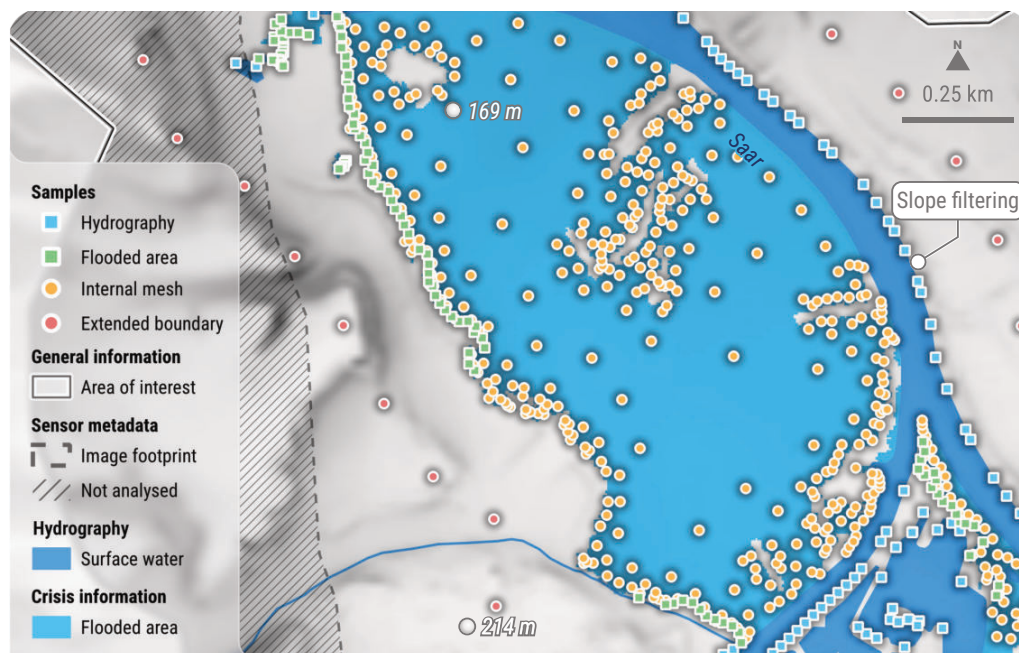 N
0.25 km
169 m
Saar
Slope filtering
Samples
Hydrography
Flooded area
Internal mesh
Extended boundary
General information
Area of interest
Sensor metadata
Image footprint
Not analysed
Hydrography
Surface water
Crisis information
Flooded area
214 m